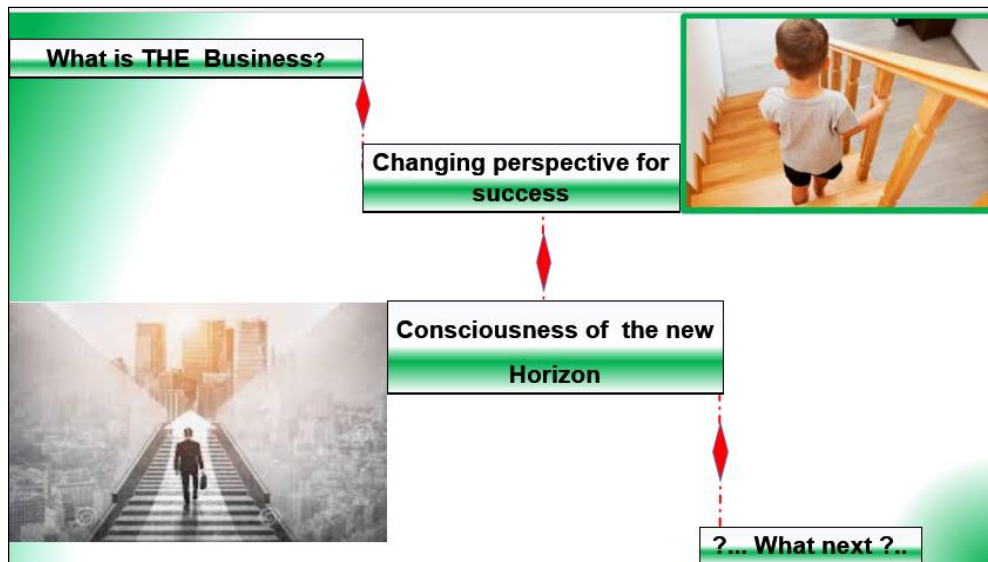 What is THE  Business?
Changing perspective for
success
Consciousness of  the new
Horizon
?... What next ?..